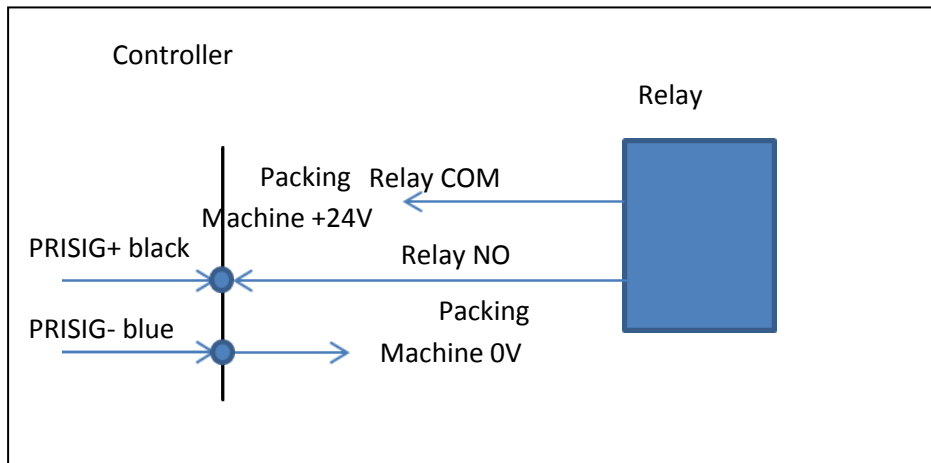 Controller
Relay
Packing
Machine +24V
Relay COM
PRISIG+ black
Relay NO
PRISIG- blue
Packing
Machine 0V